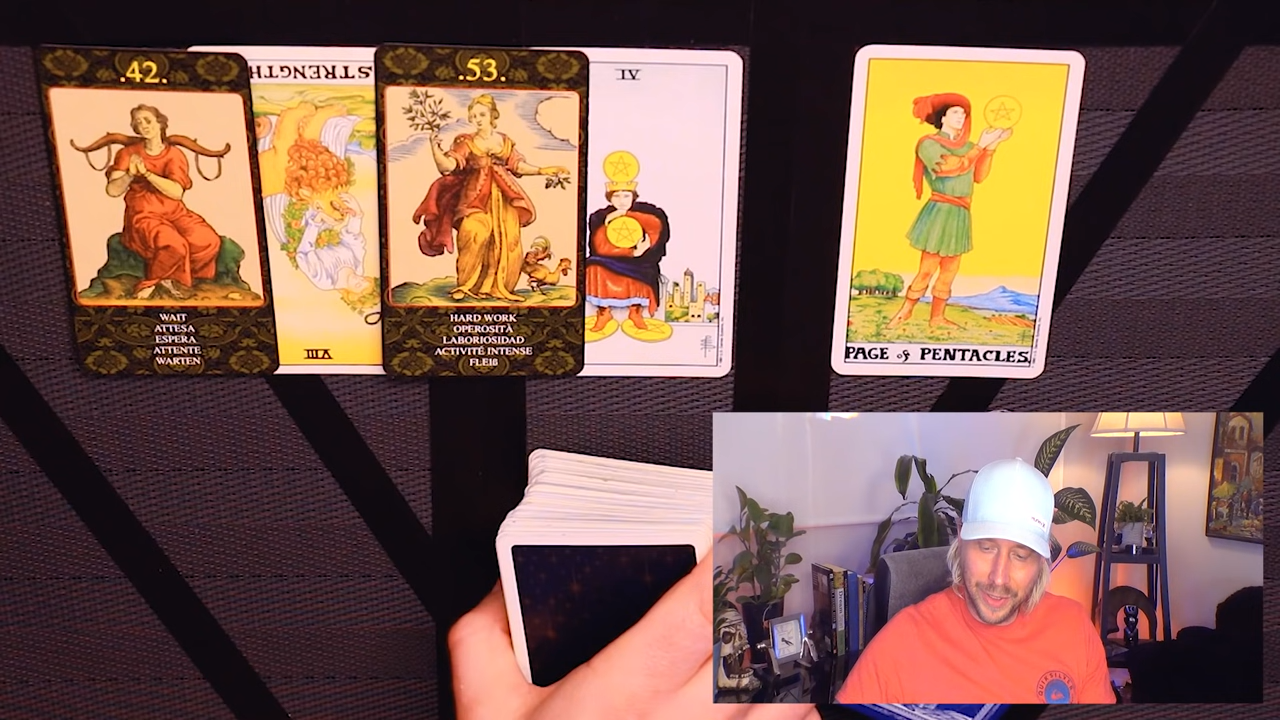 .42.
WAIT
ATTESA
ESPERA
ATTENTE
WARTEN
STRENGTH
VIII
.53.
HARD WORK
OPEROSITÀ
LABORIOSIDAD
ACTIVITÉ INTENSE
FLEIß
IV
PAGE of PENTACLES.
QUIKSILVER